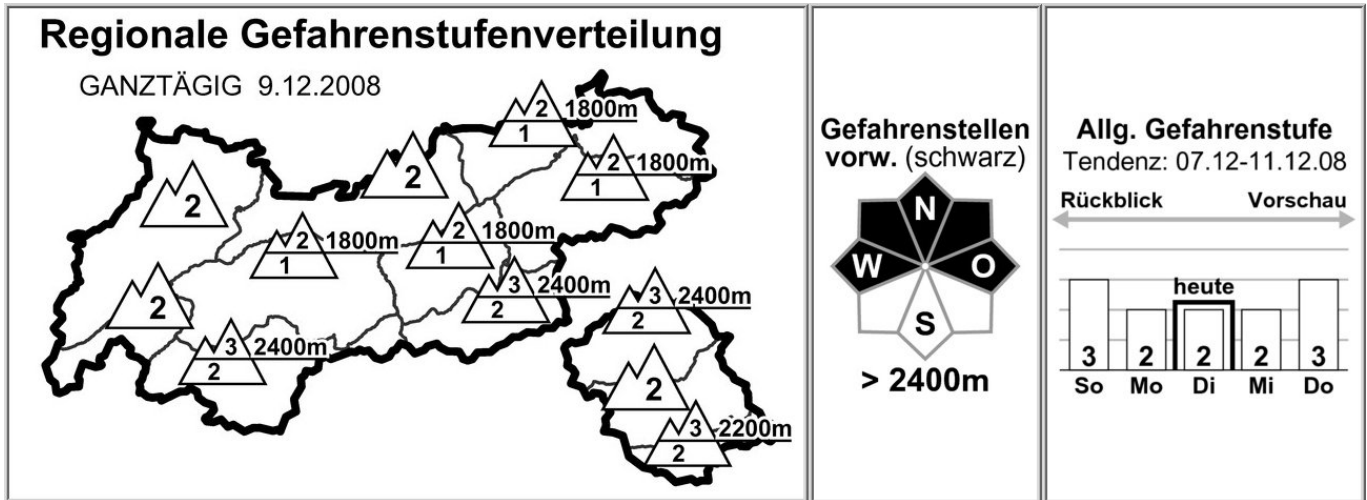 Regionale Gefahrenstufenverteilung
GANZTÄGIG 9.12.2008
2 1800m
1
2
2 1800m
1
2
2 1800m
1
2 1800m
1
3 2400m
2
3 2400m
2
2
3 2400m
2
2
3 2200m
2
Gefahrenstellen
vorw. (schwarz)
N
W O
S
> 2400m
Allg. Gefahrenstufe
Tendenz: 07.12-11.12.08
Rückblick Vorschau
heute
3 2 2 2 3
So Mo Di Mi Do